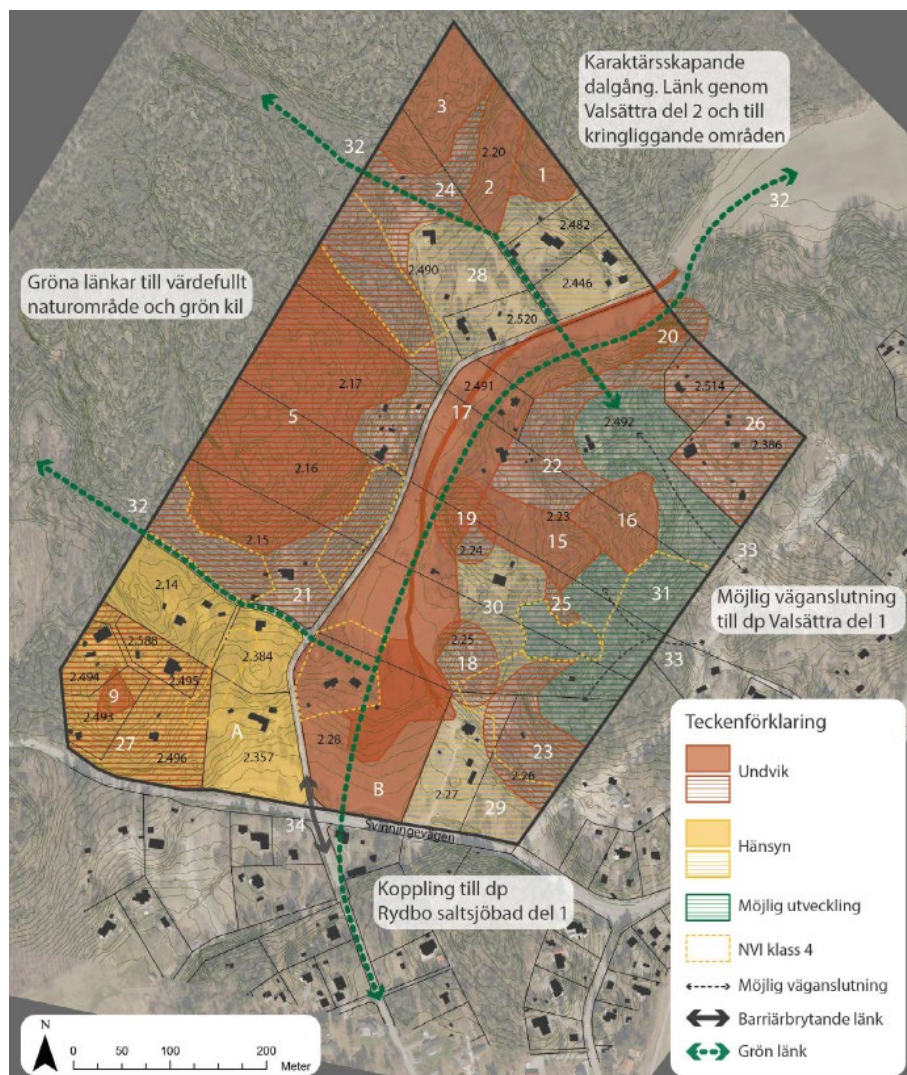 Karaktärsskapande
dalgång. Länk genom
Valsättra del 2 och till
kringliggande områden
3
32
2.20
24
2
1
32
2.482
2.490
28
2.446
Gröna länkar till värdefullt
naturområde och grön kil
2.520
20
2.17
2.491
2.514
17
5
2.492
26
2.386
22
2.16
32
2.23
16
19
2.15
15
2.24
33
2.14
21
30
25
31
Möjlig väganslutning
till dp Valsättra del 1
2.588
2.384
2.25
33
2.494
2.495
18
9
2.493
A
23
27
2.28
2.26
2.496
2.357
B
2.27
29
34
Svinningevägen
Koppling till dp
Rydbo saltsjöbad del 1
Teckenförklaring
Undvik
Hänsyn
Möjlig utveckling
NVI klass 4
Möjlig väganslutning
Barriärbrytande länk
Grön länk
N
0 50 100 200
Meter